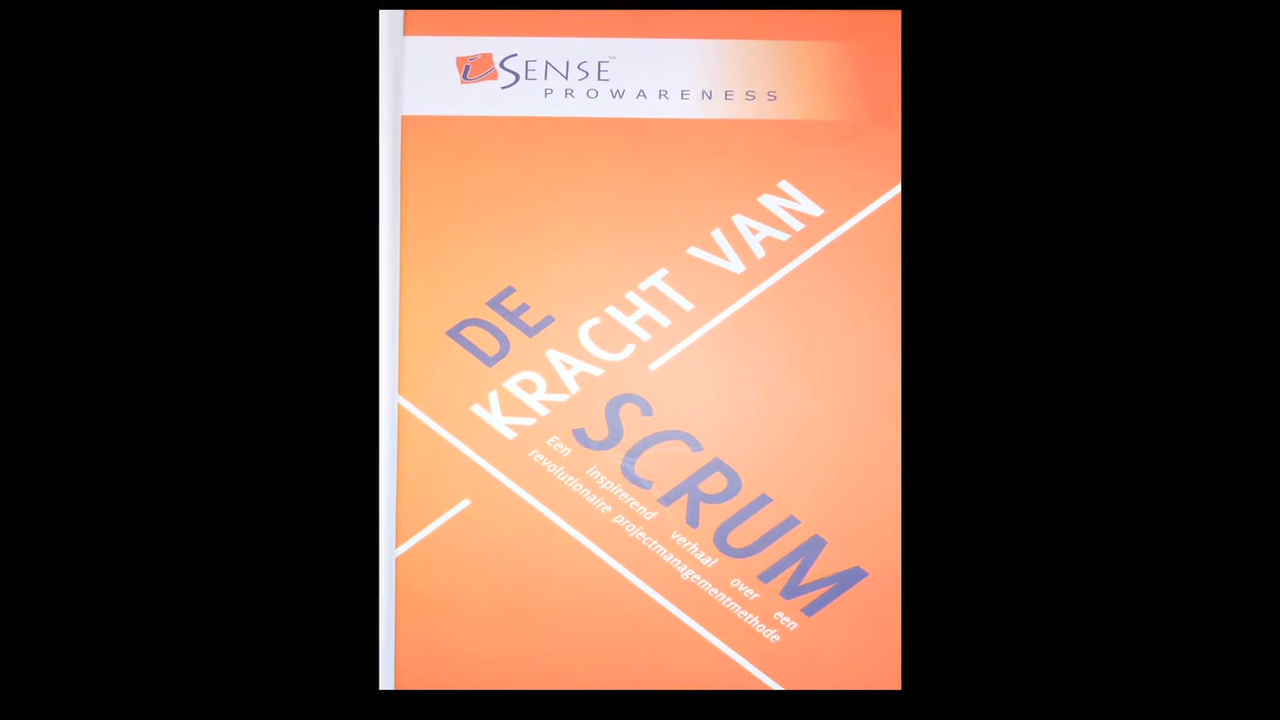 iSENSE™
PROWARENESS
DE
KRACHT VAN
SCRUM
Een inspirerend verhaal over een
revolutionaire projectmanagementmethode